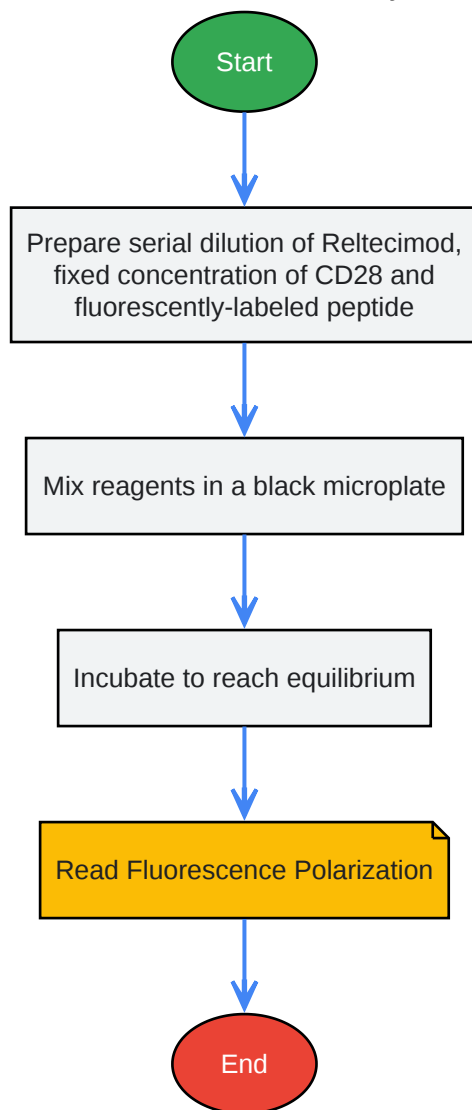 Start
Prepare serial dilution of Reltecimod,
fixed concentration of CD28 and
fluorescently-labeled peptide
Mix reagents in a black microplate
Incubate to reach equilibrium
Read Fluorescence Polarization
End